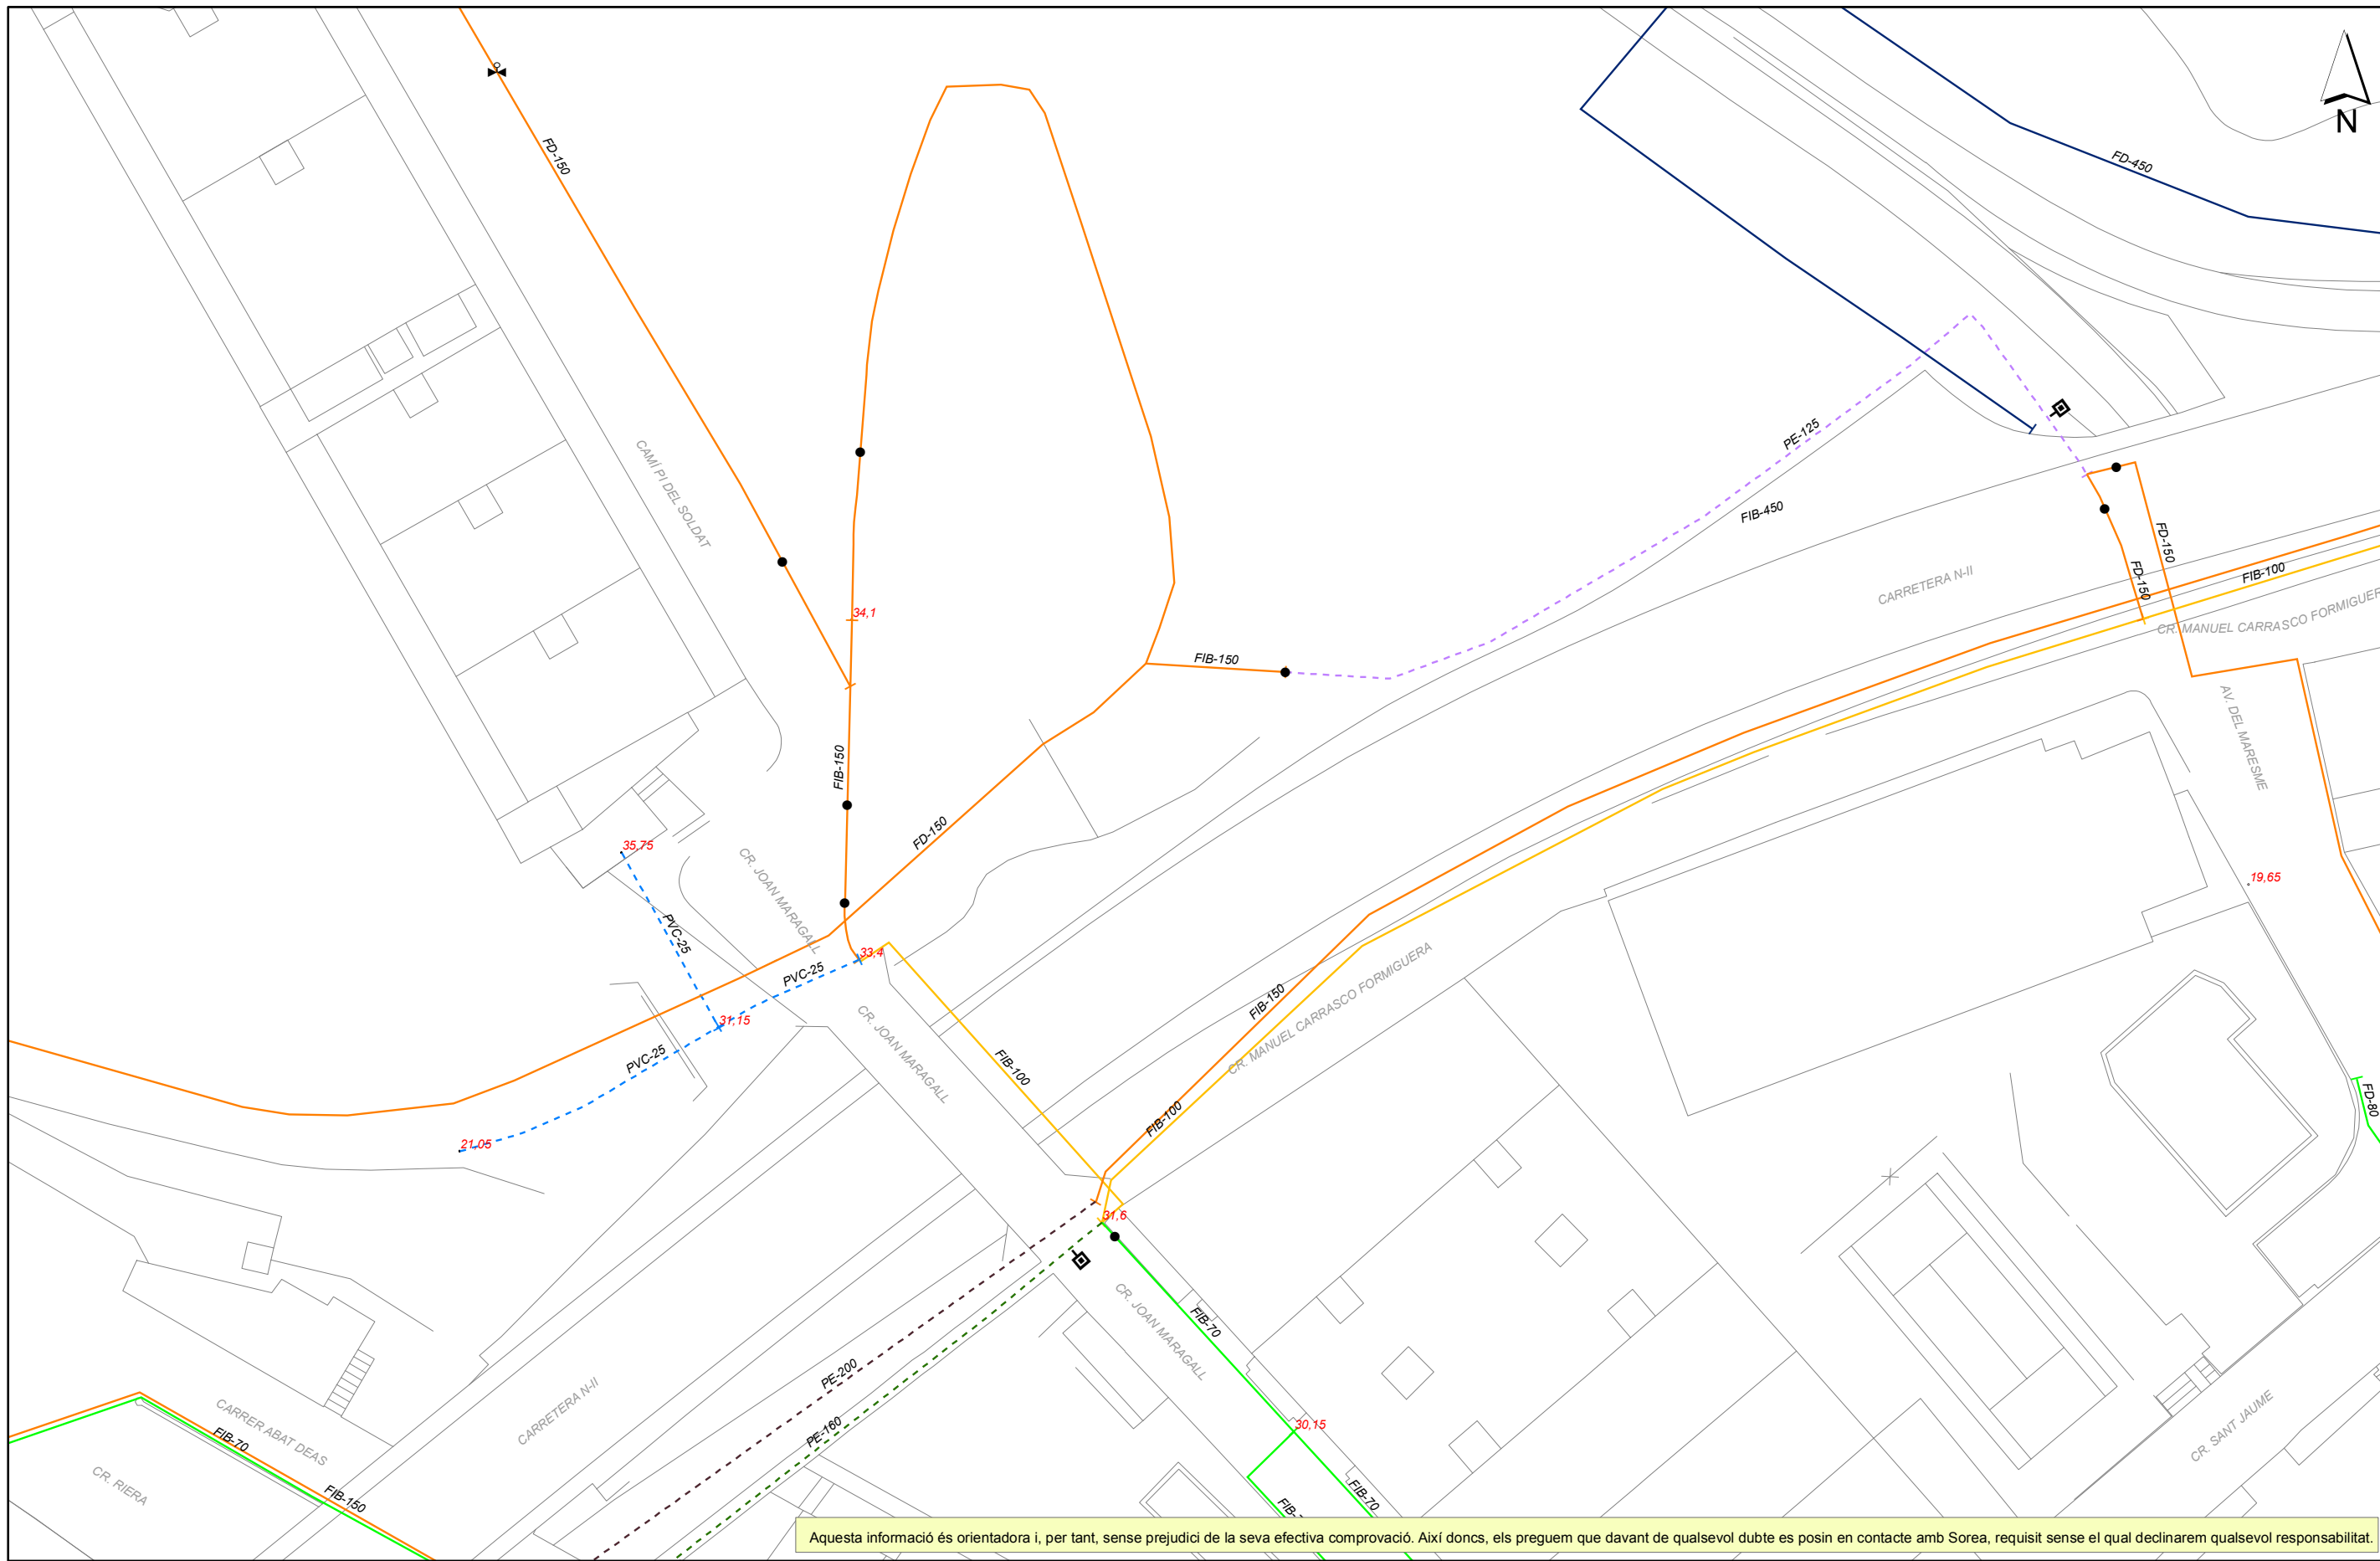 N
FD-150
FD-450
PE-125
FIB-450
CAMÍ PI DEL SOLDAT
CARRETERA N-II
FD-150
FD-150
FIB-100
CR. MANUEL CARRASCO FORMIGUER
34,1
FIB-150
AV. DEL MARESME
FIB-150
FD-150
35,75
CR. JOAN MARAGALL
19,65
PVC-25
33,4
PVC-25
31,15
FIB-150
CR. MANUEL CARRASCO FORMIGUERA
CR. JOAN MARAGALL
FIB-100
PVC-25
FD-80
FIB-100
21,05
31,6
CR. JOAN MARAGALL
FIB-70
PE-200
PE-160
CARRETERA N-II
CARRER ABAT DEAS
FIB-70
30,15
CR. SANT JAUME
CR. RIERA
FIB-150
FIB-70
FIB-
Aquesta informació és orientadora i, per tant, sense prejudici de la seva efectiva comprovació. Així doncs, els preguem que davant de qualsevol dubte es posin en contacte amb Sorea, requisit sense el qual declinarem qualsevol responsabilitat.